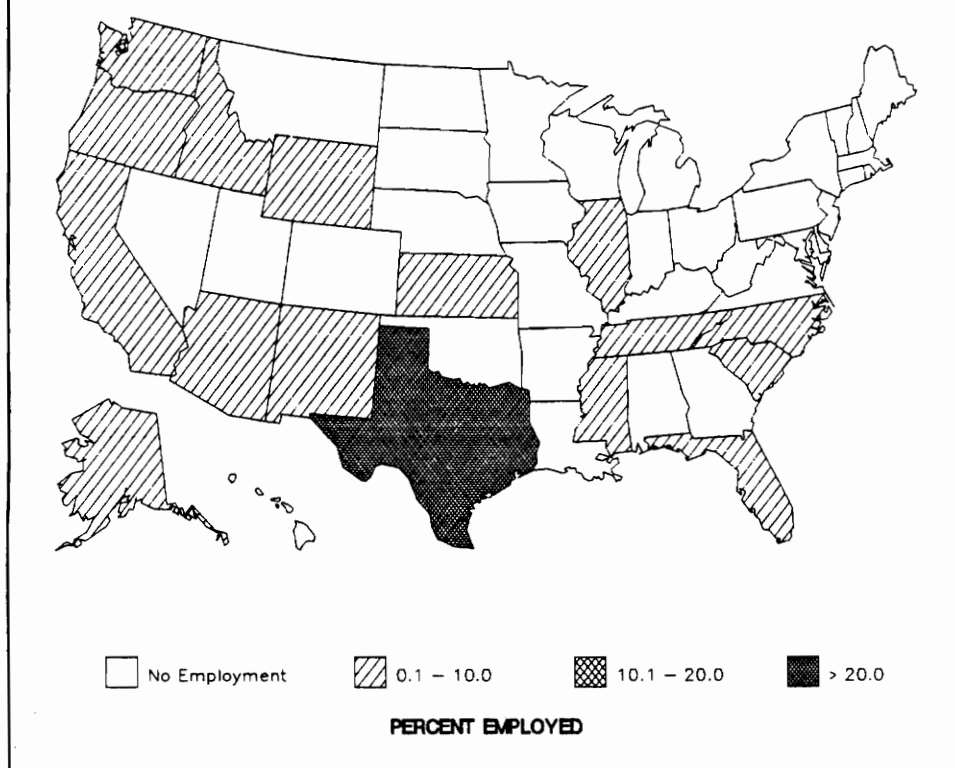 No Employment 0.1 – 10.0 10.1 – 20.0 > 20.0
PERCENT EMPLOYED